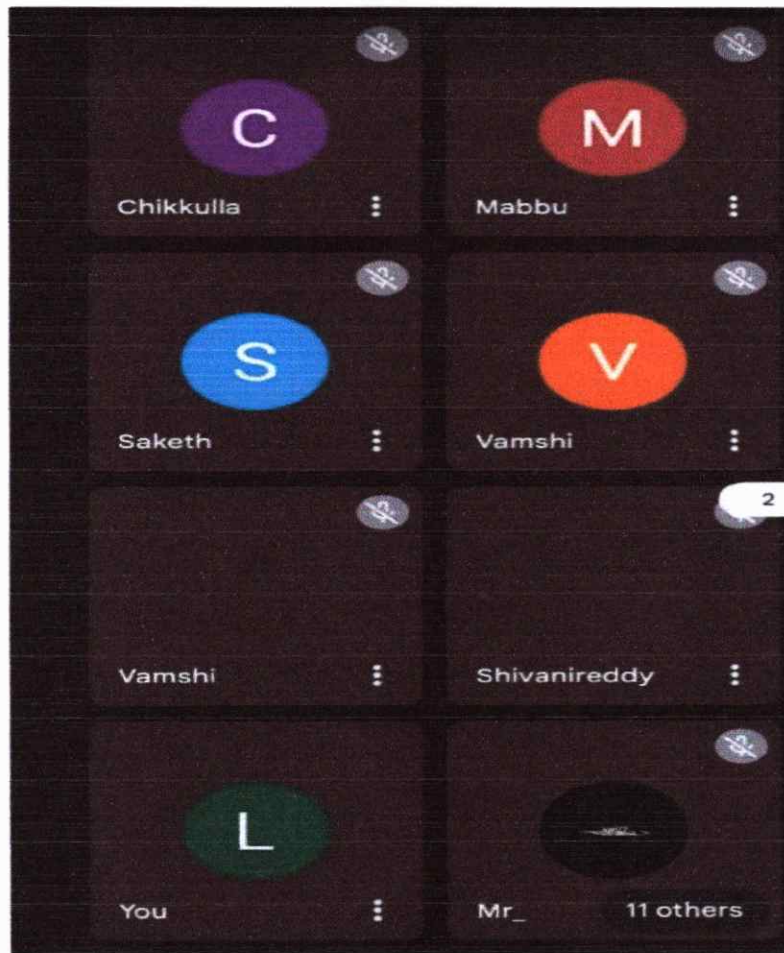 C M
Chikkulla Mabbu
S V
Saketh Vamshi
2
Vamshi Shivanireddy
L
You Mr_ 11 others